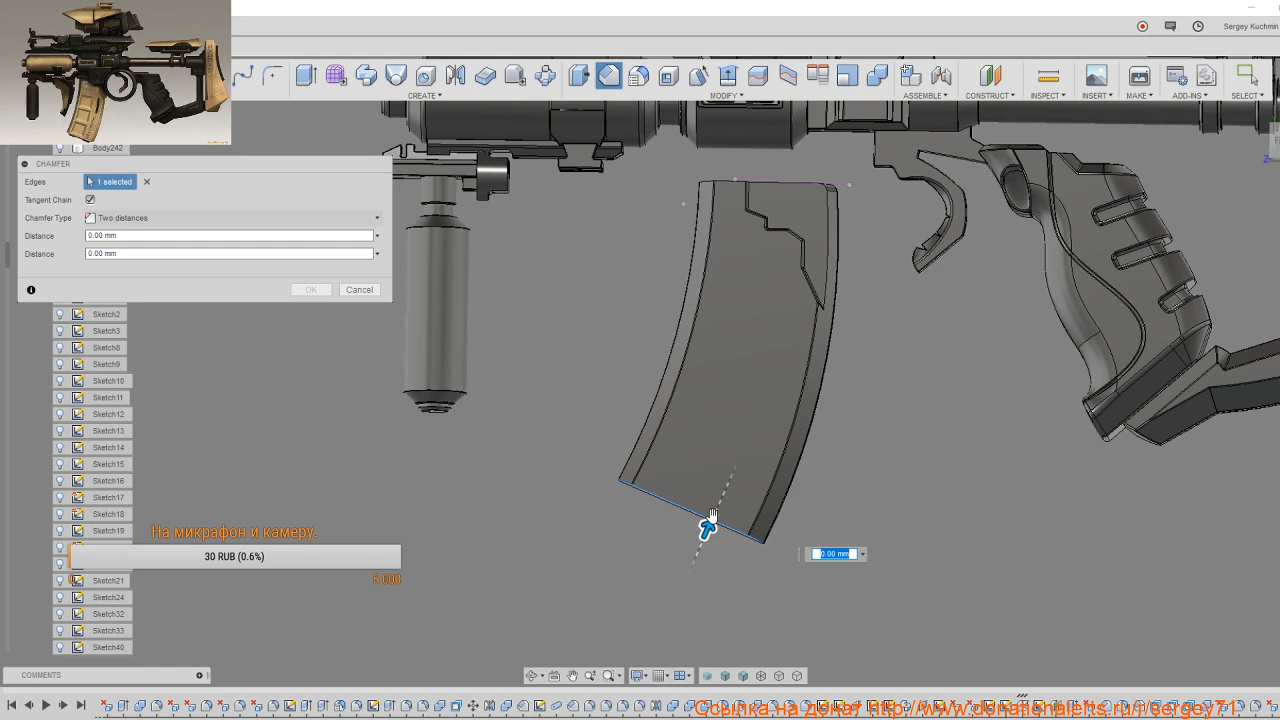 Sergey Kuchmin
CREATE
MODIFY
ASSEMBLE
CONSTRUCT
INSPECT
INSERT
MAKE
ADD-INS
SELECT
Body242
CHAMFER
Edges
1 selected
Tangent Chain
Chamfer Type
Two distances
Distance
0.00 mm
Distance
0.00 mm
OK
Cancel
Sketch2
Sketch3
Sketch8
Sketch9
Sketch10
Sketch11
Sketch12
Sketch13
Sketch14
Sketch15
Sketch16
Sketch17
Sketch18
Sketch19
На микрафон и камеру.
30 RUB (0.6%)
0.00 mm
5 000
Sketch21
Sketch24
Sketch32
Sketch33
Sketch40
COMMENTS